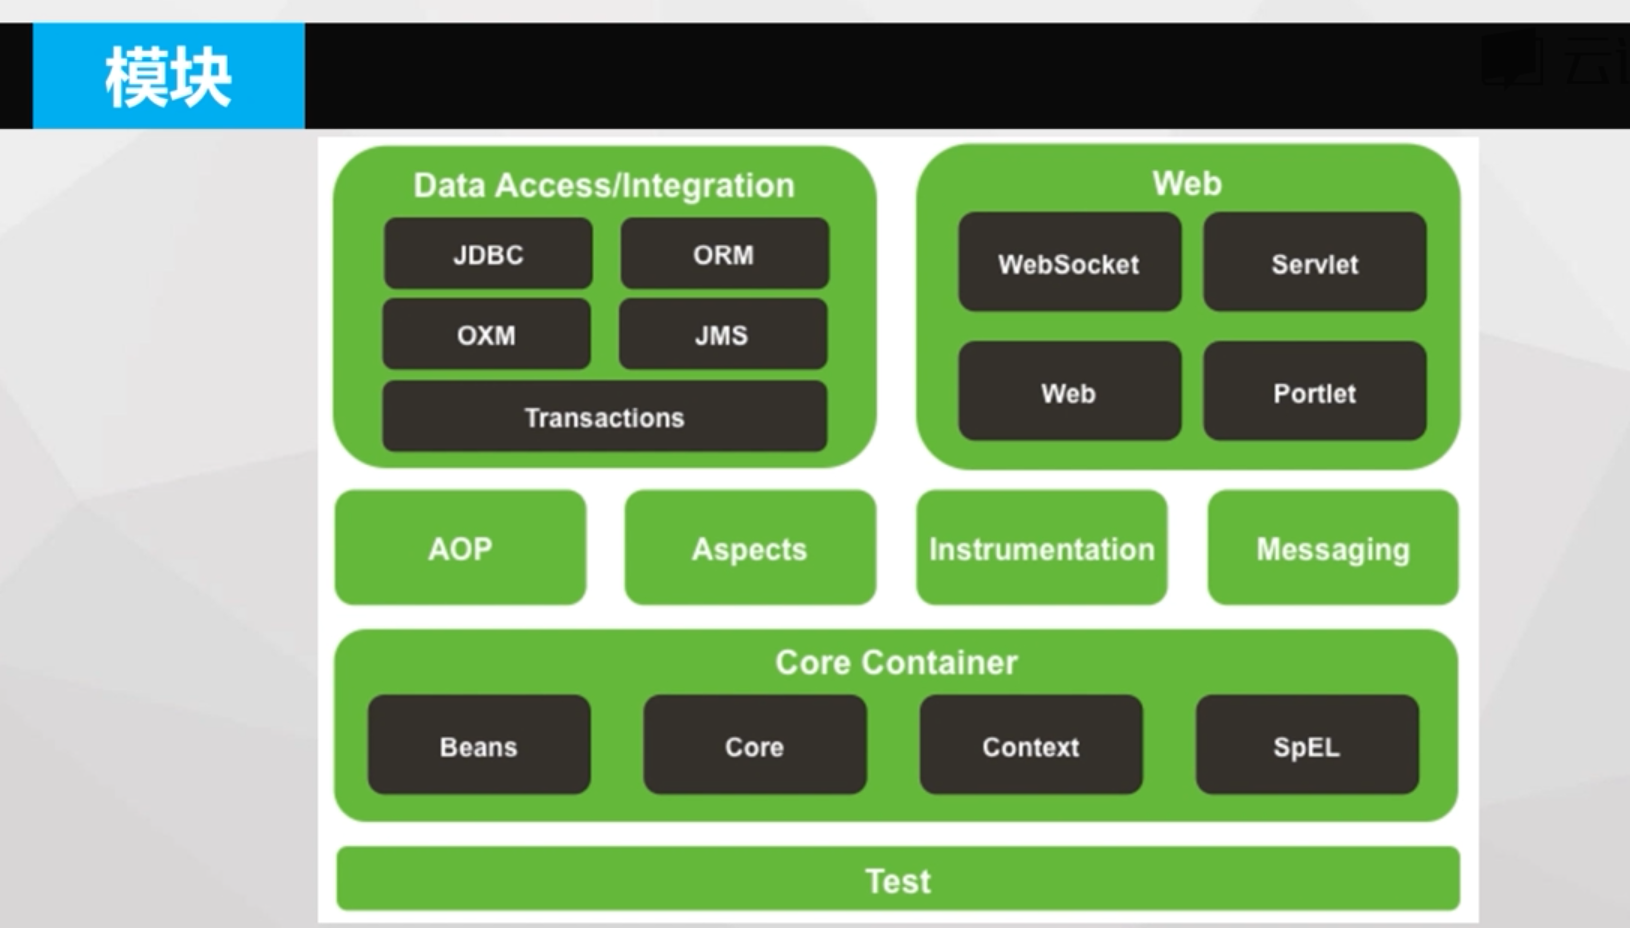 模块
Data Access/Integration
JDBC
ORM
OXM
JMS
Transactions
Web
WebSocket
Servlet
Web
Portlet
AOP
Aspects
Instrumentation
Messaging
Core Container
Beans
Core
Context
SpEL
Test